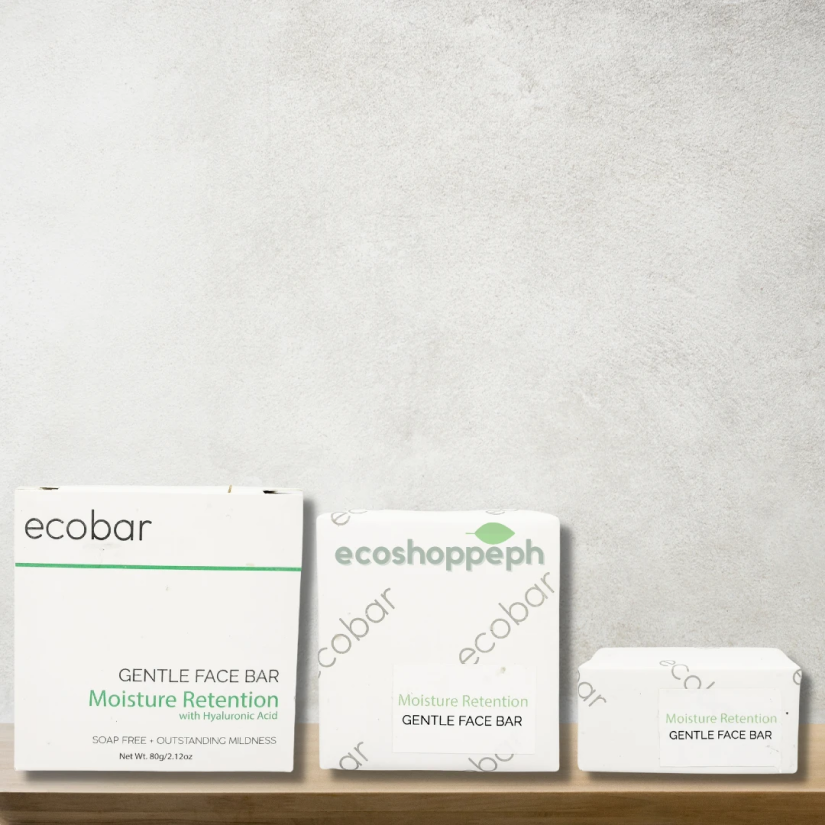 ecobar
GENTLE FACE BAR
Moisture Retention
with Hyaluronic Acid
SOAP FREE + OUTSTANDING MILDNESS
Net Wt. 80g/2.12oz
ecoshoppeph
ecobar
ecobar
Moisture Retention
GENTLE FACE BAR
Moisture Retention
GENTLE FACE BAR